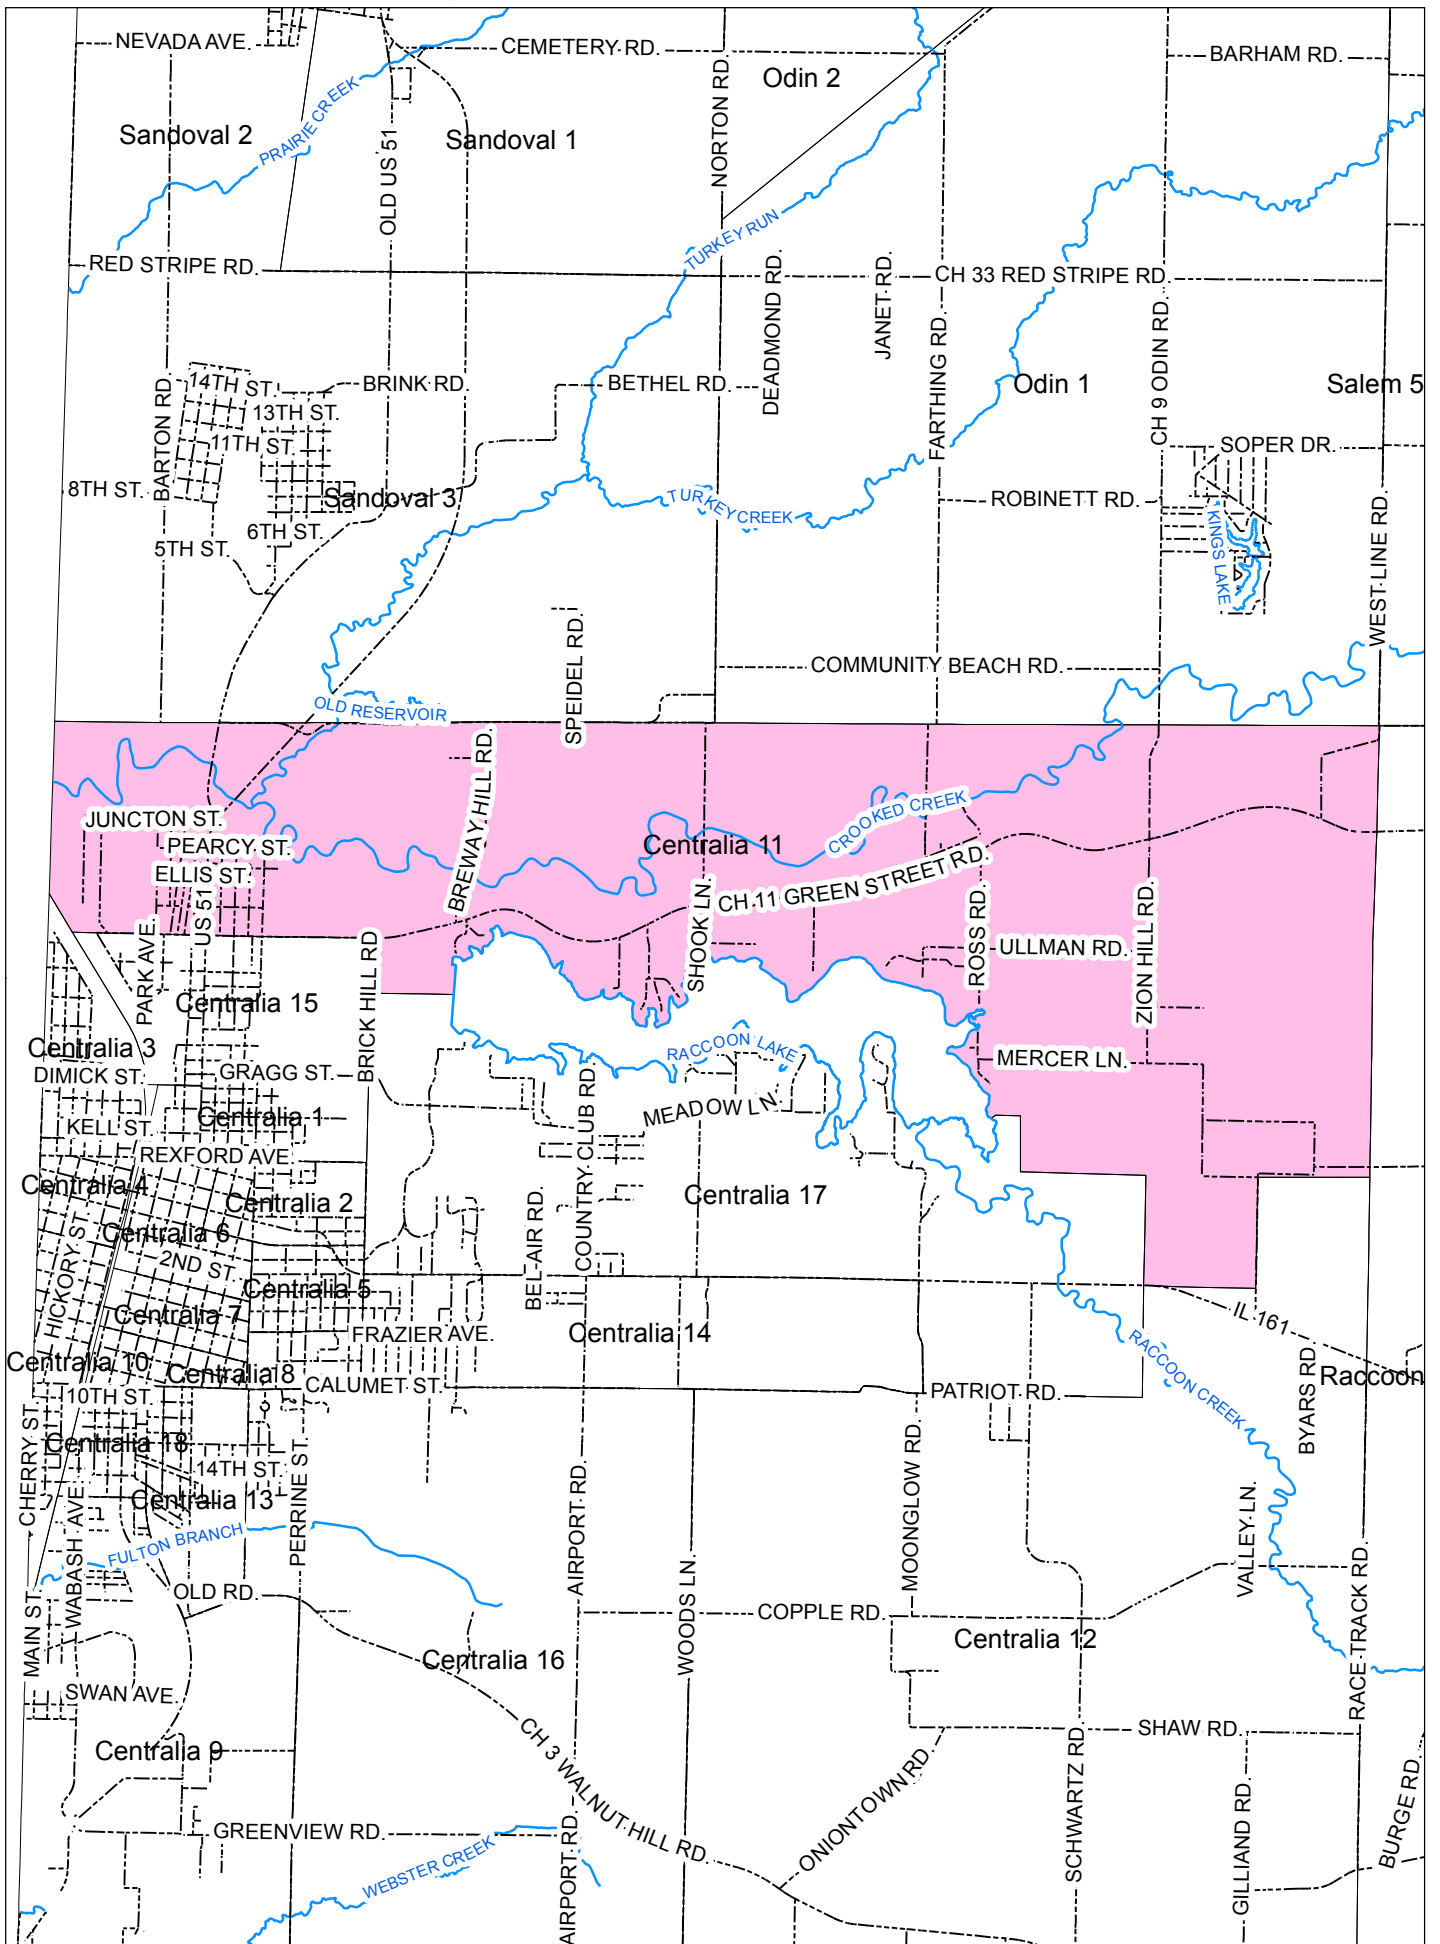 NEVADA AVE.
CEMETERY RD.
BARHAM RD.
Odin 2
Sandoval 2
PRAIRIE CREEK
Sandoval 1
OLD US 51
NORTON RD.
TURKEY RUN
RED STRIPE RD.
CH 33 RED STRIPE RD.
DEADMOND RD.
JANET RD.
FARTHING RD.
CH 9 ODIN RD.
14TH ST.
BRINK RD.
BETHEL RD.
Odin 1
Salem 5
13TH ST.
BARTON RD.
11TH ST.
SOPER DR.
8TH ST.
Sandoval 3
TURKEY CREEK
ROBINETT RD.
6TH ST.
5TH ST.
KINGS LAKE
WEST LINE RD.
SPEIDEL RD.
COMMUNITY BEACH RD.
OLD RESERVOIR
BREWAY HILL RD.
JUNCTON ST.
PEARCY ST.
ELLIS ST.
US 51
Centralia 11
CROOKED CREEK
CH 11 GREEN STREET RD.
PARK AVE.
BRICK HILL RD
SHOOK LN.
ROSS RD.
ULLMAN RD.
ZION HILL RD.
Centralia 15
Centralia 3
DIMICK ST.
GRAGG ST.
RACCOON LAKE
MERCER LN.
Centralia 1
KELL ST.
MEADOW LN.
COUNTRY CLUB RD.
REXFORD AVE.
Centralia 4
Centralia 2
Centralia 17
BEL-AIR RD.
Centralia 6
HICKORY ST.
2ND ST.
Centralia 5
Centralia 7
FRAZIER AVE.
Centralia 14
IL 161
RACCOON CREEK
Centralia 10
Centralia 8
CALUMET ST.
PATRIOT RD.
BYARS RD.
Raccoon
10TH ST.
CHERRY ST.
Centralia 18
14TH ST.
Centralia 13
WABASH AVE.
PERRINE ST.
AIRPORT RD.
MOONGLOW RD.
VALLEY LN.
FULTON BRANCH
OLD RD.
MAIN ST.
WOODS LN.
COPPLE RD.
Centralia 12
RACE TRACK RD.
Centralia 16
SWAN AVE.
CH 3 WALNUT HILL RD.
SHAW RD.
Centralia 9
ONIONTOWN RD.
SCHWARTZ RD.
GILLIAND RD.
BURGE RD.
GREENVIEW RD.
AIRPORT RD.
WEBSTER CREEK